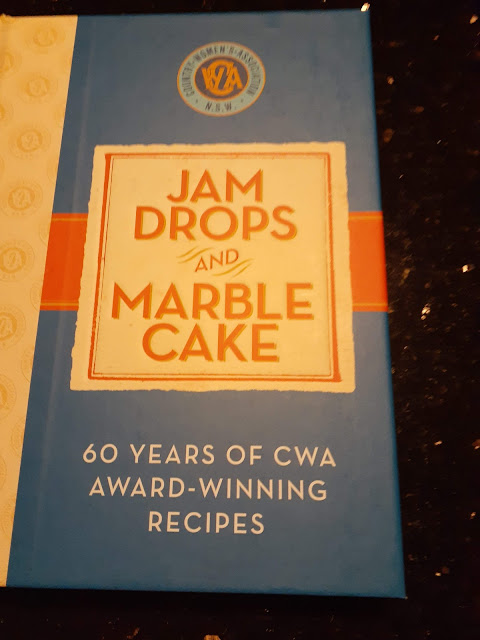 COUNTRY·WOMEN'S·ASSOCIATION
CWA
N.S.W.
JAM
DROPS
AND
MARBLE
CAKE
60 YEARS OF CWA
AWARD-WINNING
RECIPES